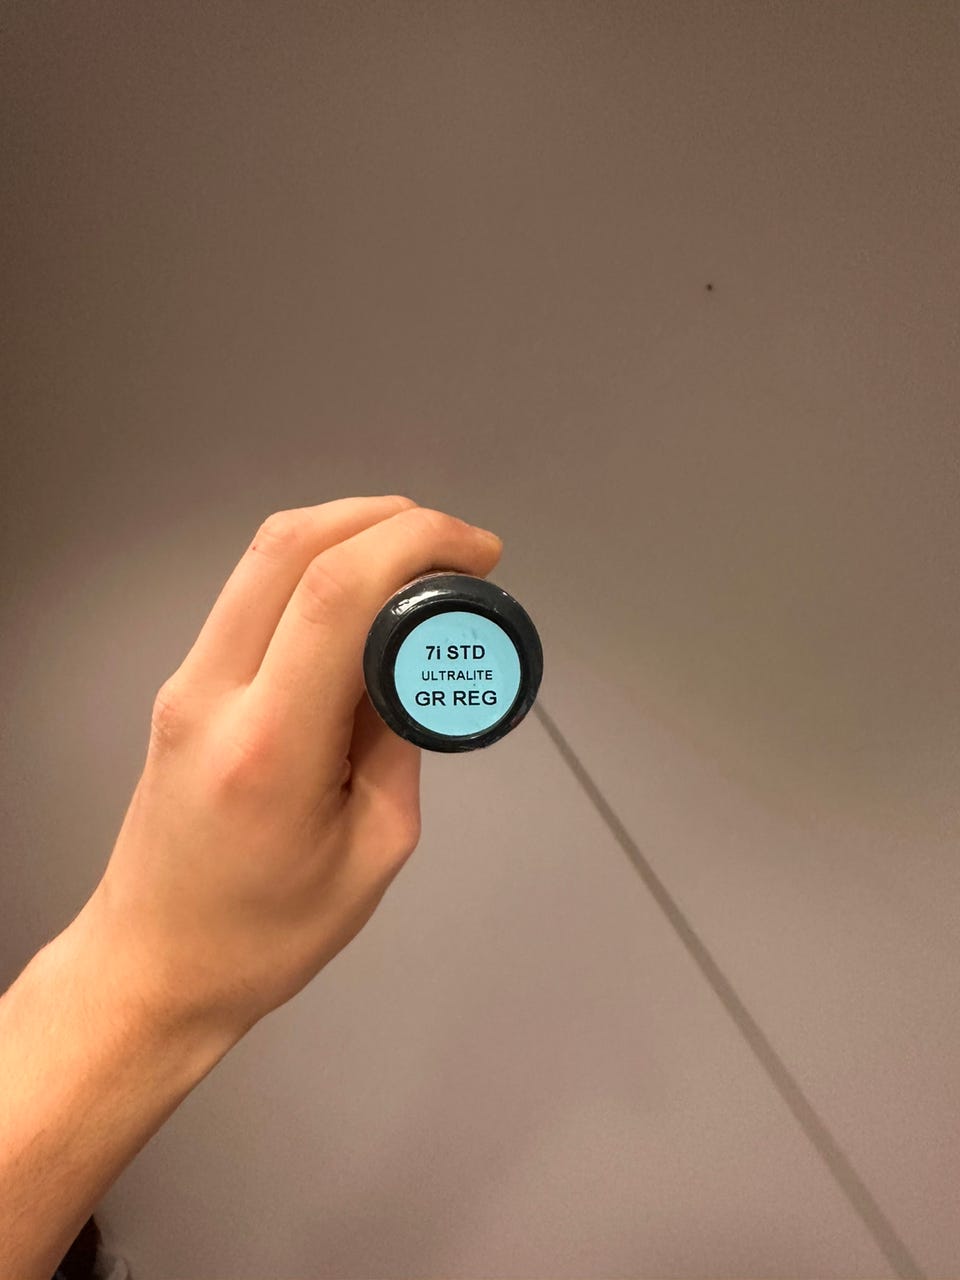 7i STD
ULTRALITE
GR REG